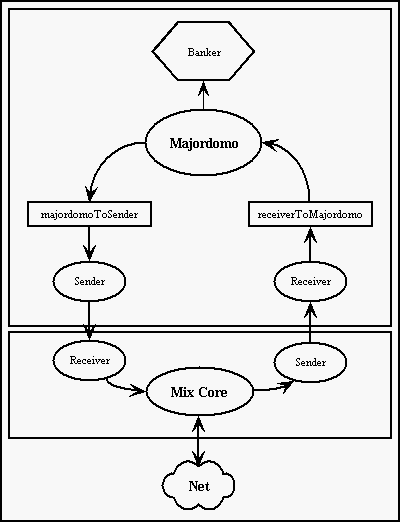 Banker
Majordomo
majordomoToSender
receiverToMajordomo
Sender
Receiver
Receiver
Sender
Mix Core
Net